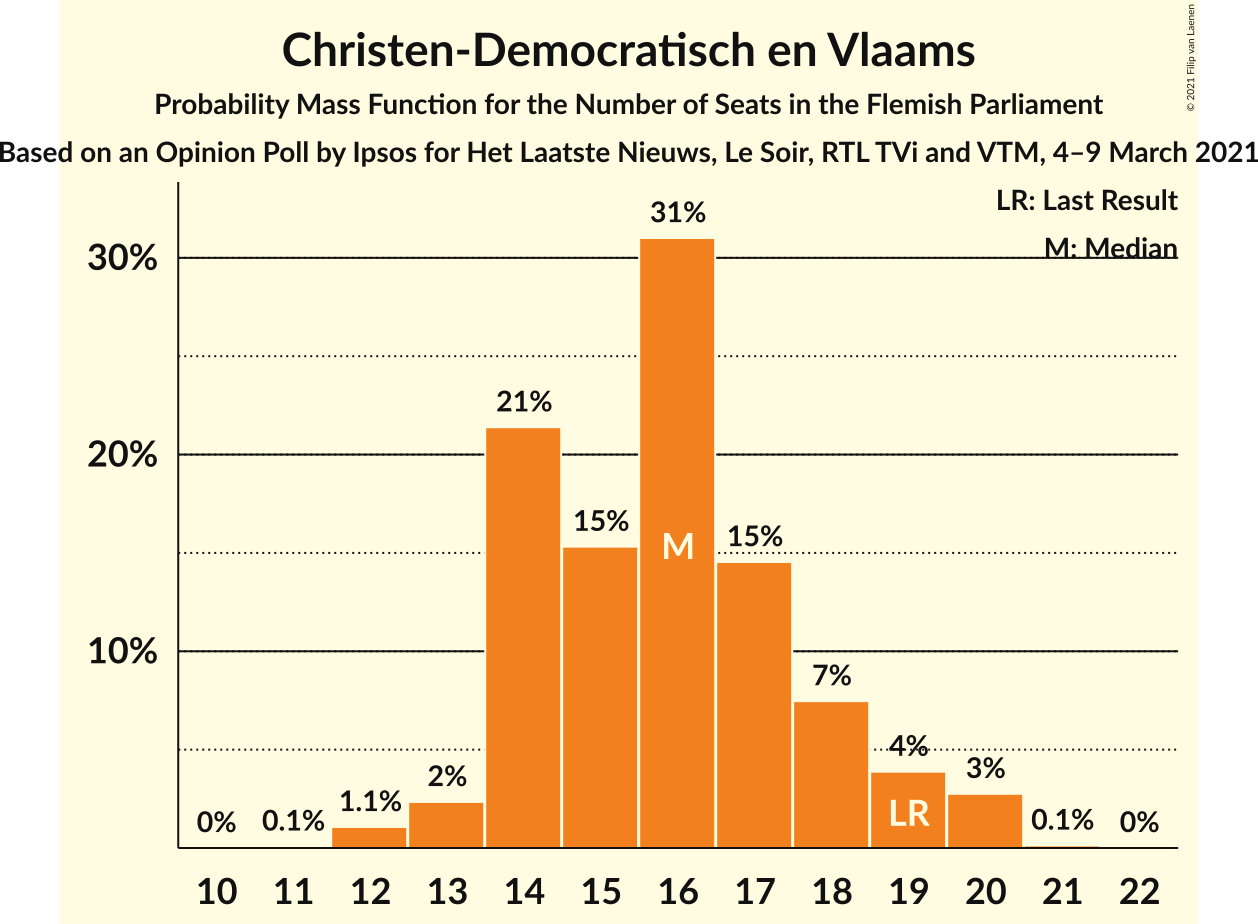 Christen-Democratisch en Vlaams
Probability Mass Function for the Number of Seats in the Flemish Parliament
Based on an Opinion Poll by Ipsos for Het Laatste Nieuws, Le Soir, RTL TVi and VTM, 4–9 March 2021
© 2021 Filip van Laenen
LR: Last Result
M: Median
30%
20%
10%
0%
0.1%
1.1%
2%
21%
15%
31%
15%
7%
4%
3%
0.1%
0%
M
LR
10 11 12 13 14 15 16 17 18 19 20 21 22